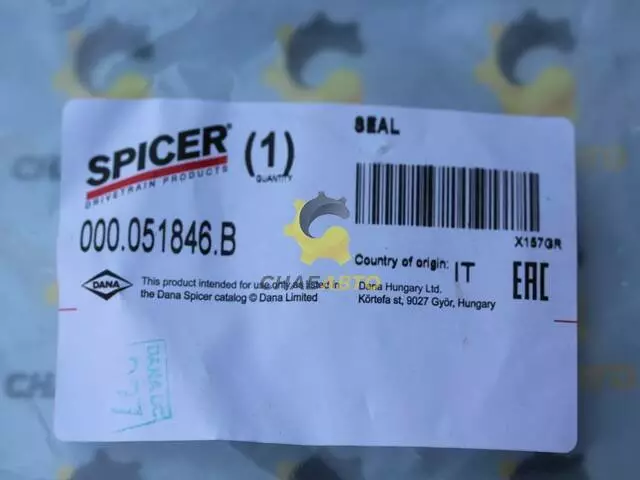 SPICER®
DRIVETRAIN PRODUCTS
(1)
QUANTITY
SEAL
000.051846.B
X157GR
Country of origin: IT
EAC
DANA
This product intended for use only as listed in
the Dana Spicer catalog © Dana Limited
Dana Hungary Ltd.
Körtefa st, 9027 Győr, Hungary
СНАБАВТО